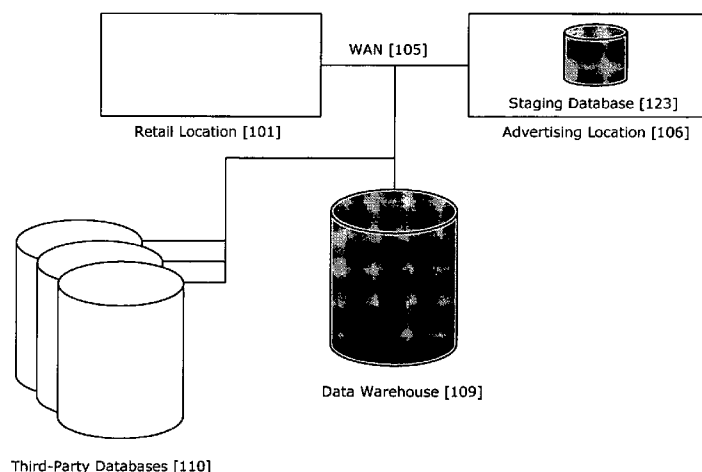 WAN [105]
Staging Database [123]
Retail Location [101]
Advertising Location [106]
Data Warehouse [109]
Third-Party Databases [110]